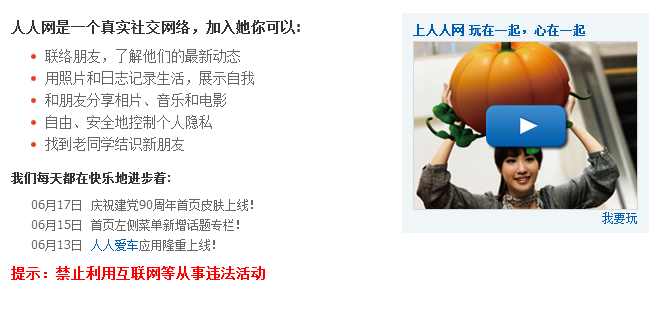 人人网是一个真实社交网络，加入她你可以:
联络朋友，了解他们的最新动态
用照片和日志记录生活，展示自我
和朋友分享相片、音乐和电影
自由、安全地控制个人隐私
找到老同学结识新朋友
我们每天都在快乐地进步着:
06月17日 庆祝建党90周年首页皮肤上线!
06月15日 首页左侧菜单新增话题专栏!
06月13日 人人爱车应用隆重上线!
提示：禁止利用互联网等从事违法活动
上人人网 玩在一起，心在一起
我要玩